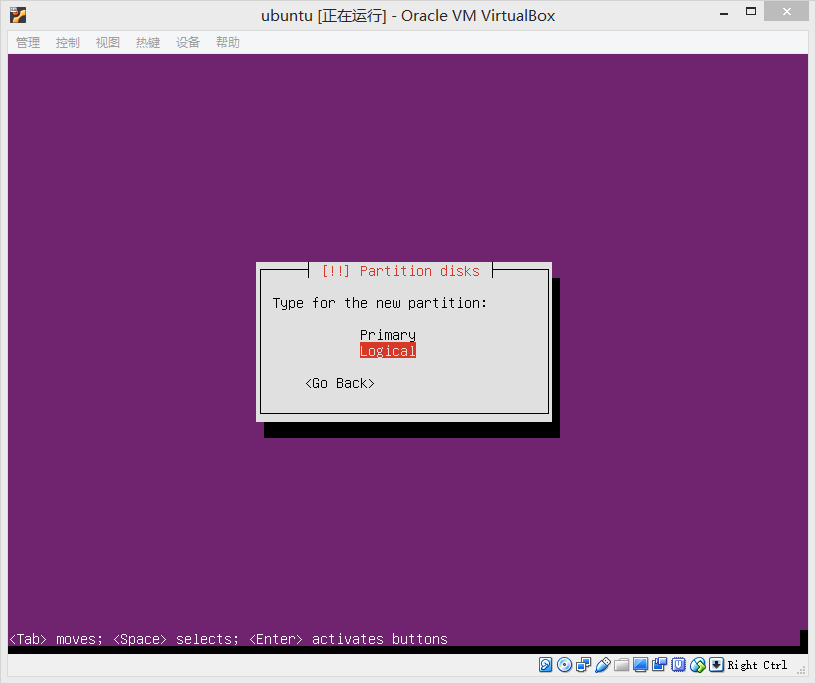 ubuntu [正在运行] - Oracle VM VirtualBox
管理 控制 视图 热键 设备 帮助
[!!] Partition disks
Type for the new partition:
Primary
Logical
<Go Back>
<Tab> moves; <Space> selects; <Enter> activates buttons
Right Ctrl